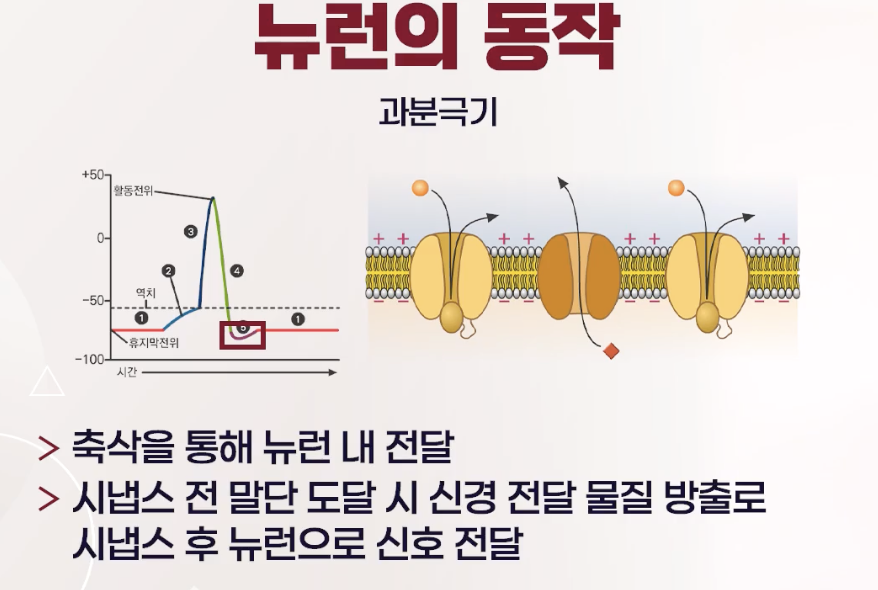 뉴런의 동작
과분극기
+50
활동전위
0
3
2
4
역치
-50
1
5
1
휴지막전위
-100
시간
+ + + + + + + +
> 축삭을 통해 뉴런 내 전달
> 시냅스 전 말단 도달 시 신경 전달 물질 방출로
시냅스 후 뉴런으로 신호 전달